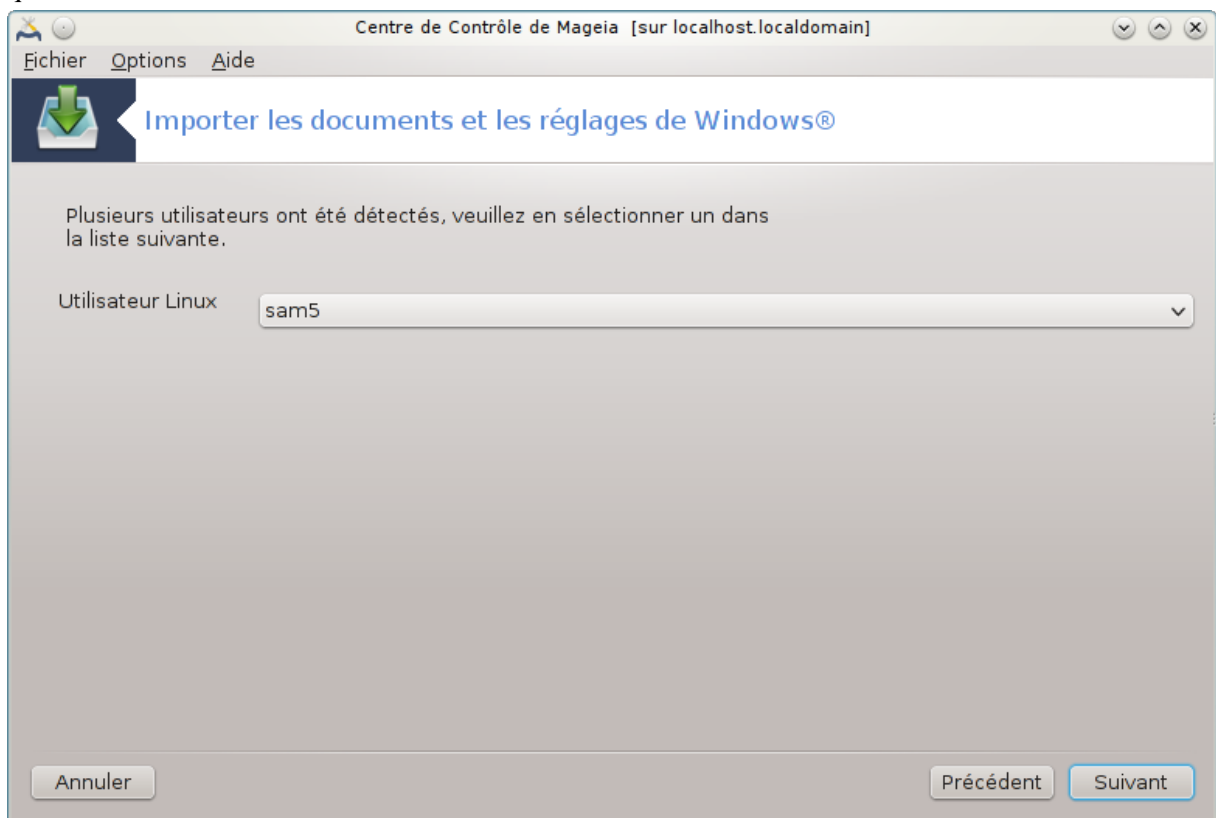 Centre de Contrôle de Mageia [sur localhost.localdomain]
Fichier Options Aide
Importer les documents et les réglages de Windows®
Plusieurs utilisateurs ont été détectés, veuillez en sélectionner un dans
la liste suivante.
Utilisateur Linux sam5
Annuler Précédent Suivant